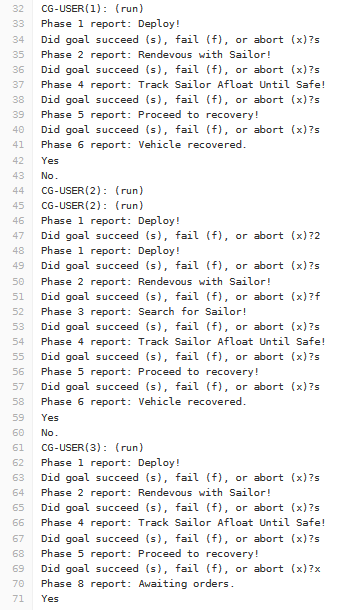 32 CG-USER(1): (run)
33 Phase 1 report: Deploy!
34 Did goal succeed (s), fail (f), or abort (x)?s
35 Phase 2 report: Rendevous with Sailor!
36 Did goal succeed (s), fail (f), or abort (x)?s
37 Phase 4 report: Track Sailor Afloat Until Safe!
38 Did goal succeed (s), fail (f), or abort (x)?s
39 Phase 5 report: Proceed to recovery!
40 Did goal succeed (s), fail (f), or abort (x)?s
41 Phase 6 report: Vehicle recovered.
42 Yes
43 No.
44 CG-USER(2): (run)
45 CG-USER(2): (run)
46 Phase 1 report: Deploy!
47 Did goal succeed (s), fail (f), or abort (x)?2
48 Phase 1 report: Deploy!
49 Did goal succeed (s), fail (f), or abort (x)?s
50 Phase 2 report: Rendevous with Sailor!
51 Did goal succeed (s), fail (f), or abort (x)?f
52 Phase 3 report: Search for Sailor!
53 Did goal succeed (s), fail (f), or abort (x)?s
54 Phase 4 report: Track Sailor Afloat Until Safe!
55 Did goal succeed (s), fail (f), or abort (x)?s
56 Phase 5 report: Proceed to recovery!
57 Did goal succeed (s), fail (f), or abort (x)?s
58 Phase 6 report: Vehicle recovered.
59 Yes
60 No.
61 CG-USER(3): (run)
62 Phase 1 report: Deploy!
63 Did goal succeed (s), fail (f), or abort (x)?s
64 Phase 2 report: Rendevous with Sailor!
65 Did goal succeed (s), fail (f), or abort (x)?s
66 Phase 4 report: Track Sailor Afloat Until Safe!
67 Did goal succeed (s), fail (f), or abort (x)?s
68 Phase 5 report: Proceed to recovery!
69 Did goal succeed (s), fail (f), or abort (x)?x
70 Phase 8 report: Awaiting orders.
71 Yes